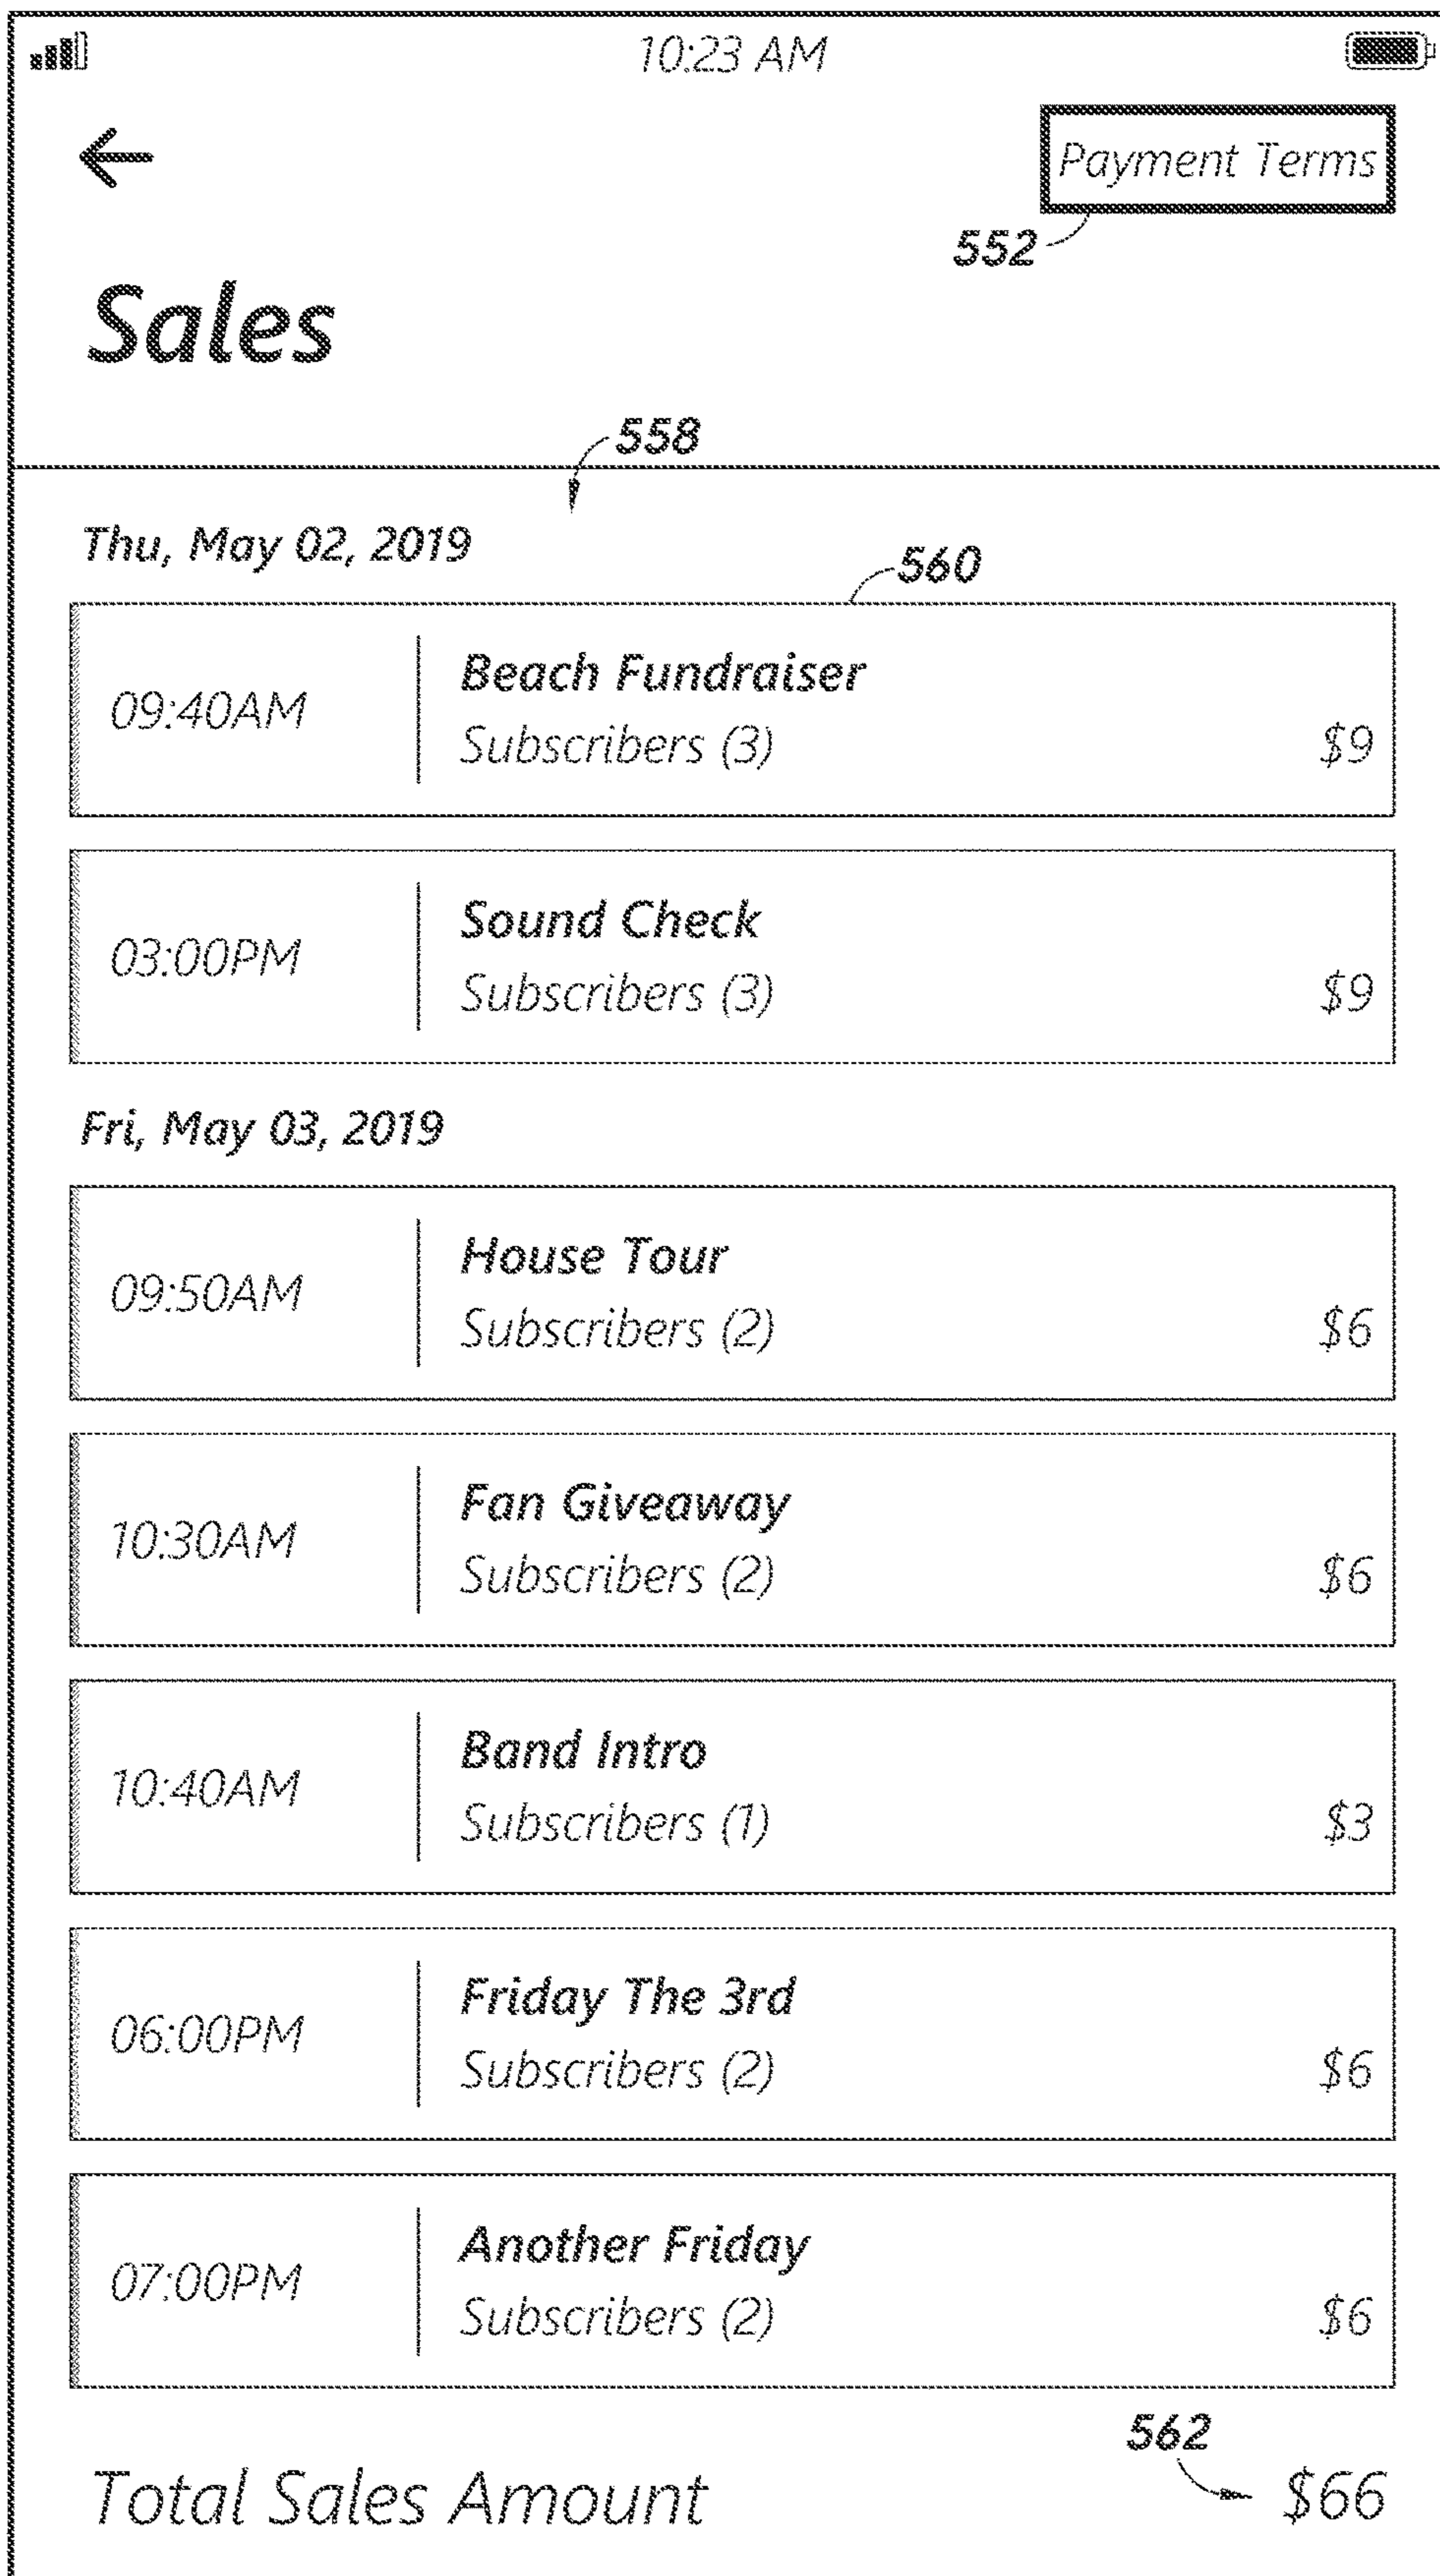 10:23 AM
Payment Terms
552
Sales
558
Thu, May 02, 2019
560
09:40AM
Beach Fundraiser
Subscribers (3)
$9
03:00PM
Sound Check
Subscribers (3)
$9
Fri, May 03, 2019
09:50AM
House Tour
Subscribers (2)
$6
10:30AM
Fan Giveaway
Subscribers (2)
$6
10:40AM
Band Intro
Subscribers (1)
$3
06:00PM
Friday The 3rd
Subscribers (2)
$6
07:00PM
Another Friday
Subscribers (2)
$6
562
Total Sales Amount
$66